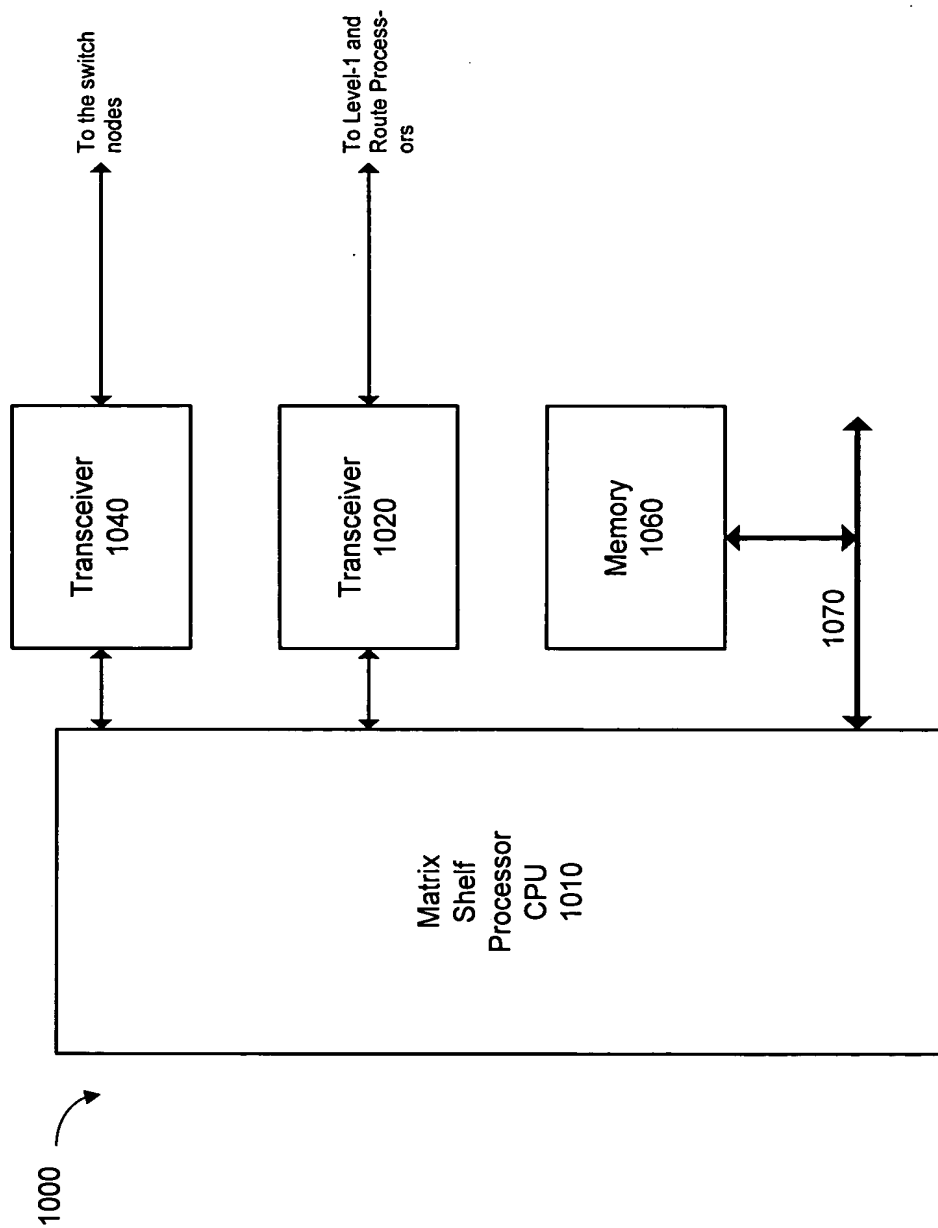 1000
Matrix
Shelf
Processor
CPU
1010
Transceiver
1040
To the switch
nodes
Transceiver
1020
To Level-1 and
Route Process-
ors
Memory
1060
1070